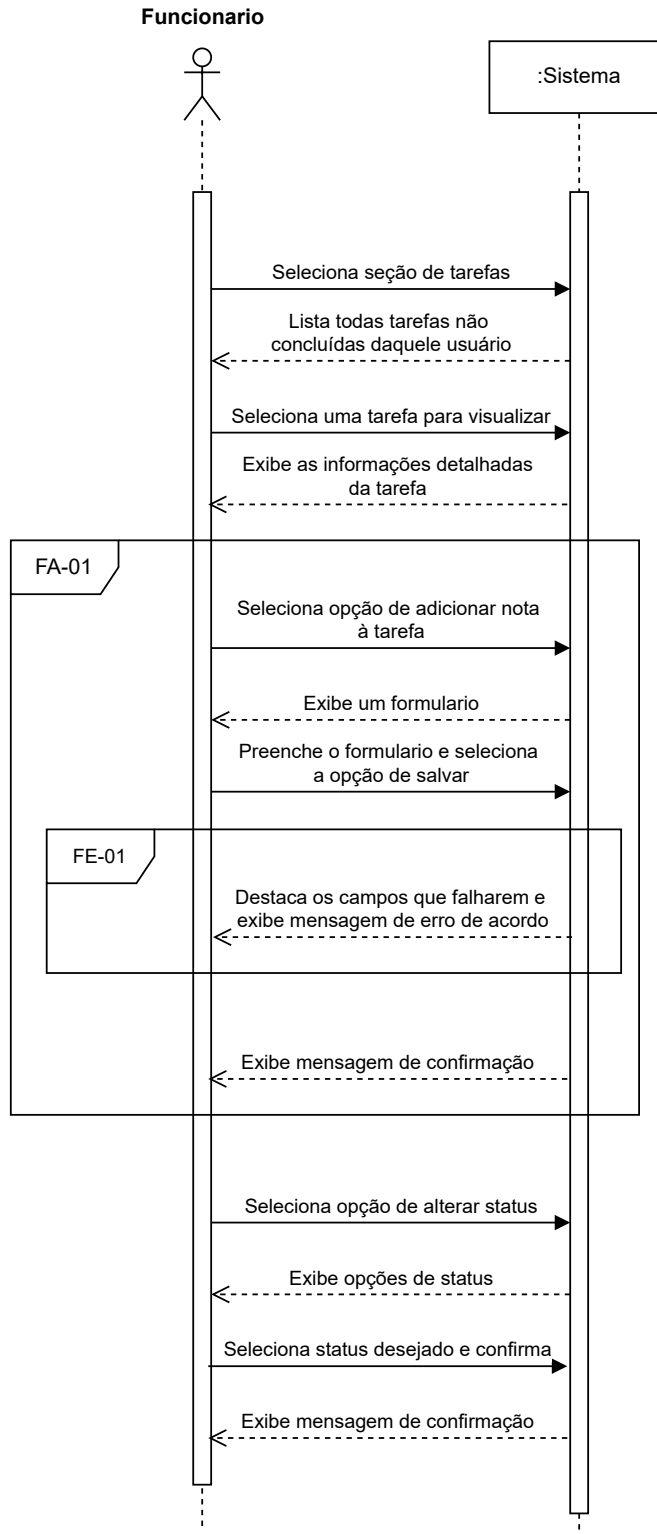 Funcionario
:Sistema
Seleciona seção de tarefas
Lista todas tarefas não
concluídas daquele usuário
Seleciona uma tarefa para visualizar
Exibe as informações detalhadas
da tarefa
FA-01
Seleciona opção de adicionar nota
à tarefa
Exibe um formulario
Preenche o formulario e seleciona
a opção de salvar
FE-01
Destaca os campos que falharem e
exibe mensagem de erro de acordo
Exibe mensagem de confirmação
Seleciona opção de alterar status
Exibe opções de status
Seleciona status desejado e confirma
Exibe mensagem de confirmação